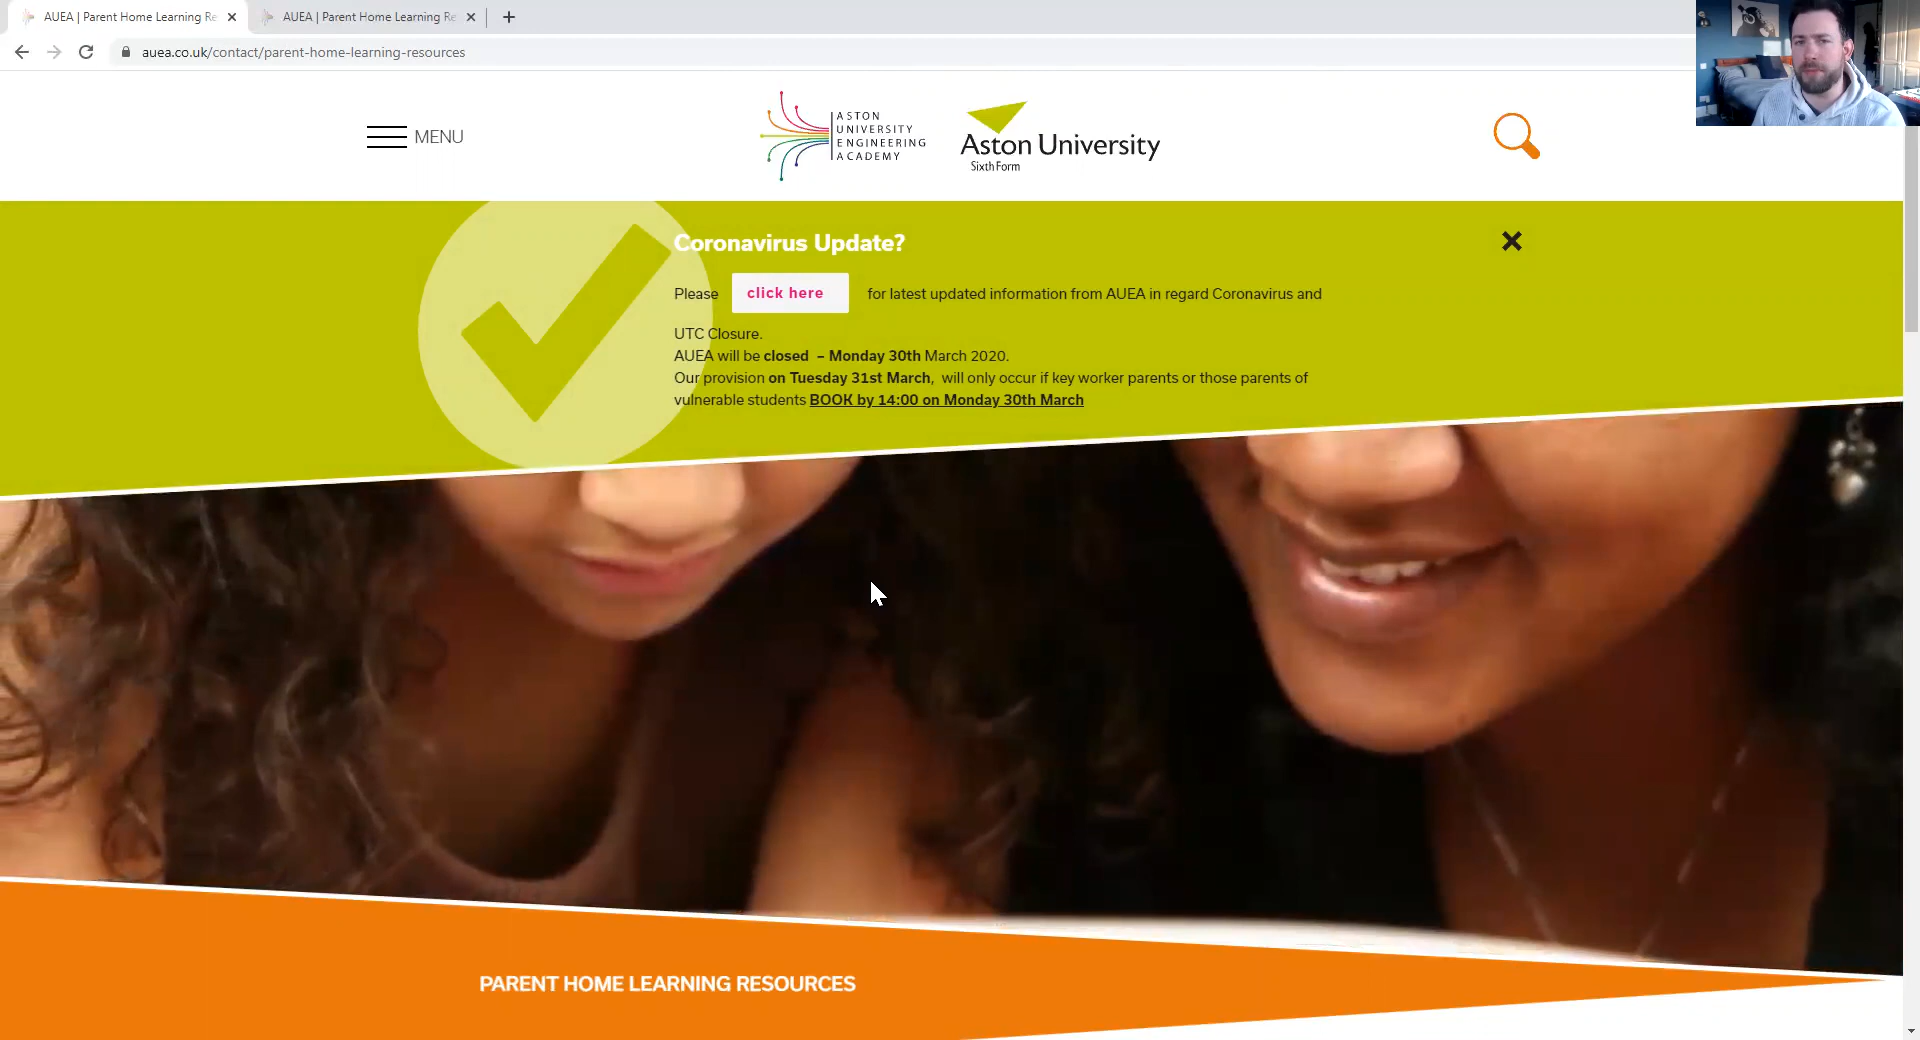 AUEA | Parent Home Learning Re
AUEA | Parent Home Learning Re
auea.co.uk/contact/parent-home-learning-resources
MENU
ASTON
UNIVERSITY
ENGINEERING
ACADEMY
Aston University
Sixth Form
Coronavirus Update?
Please click here for latest updated information from AUEA in regard Coronavirus and
UTC Closure.
AUEA will be closed – Monday 30th March 2020.
Our provision on Tuesday 31st March, will only occur if key worker parents or those parents of
vulnerable students BOOK by 14:00 on Monday 30th March
PARENT HOME LEARNING RESOURCES